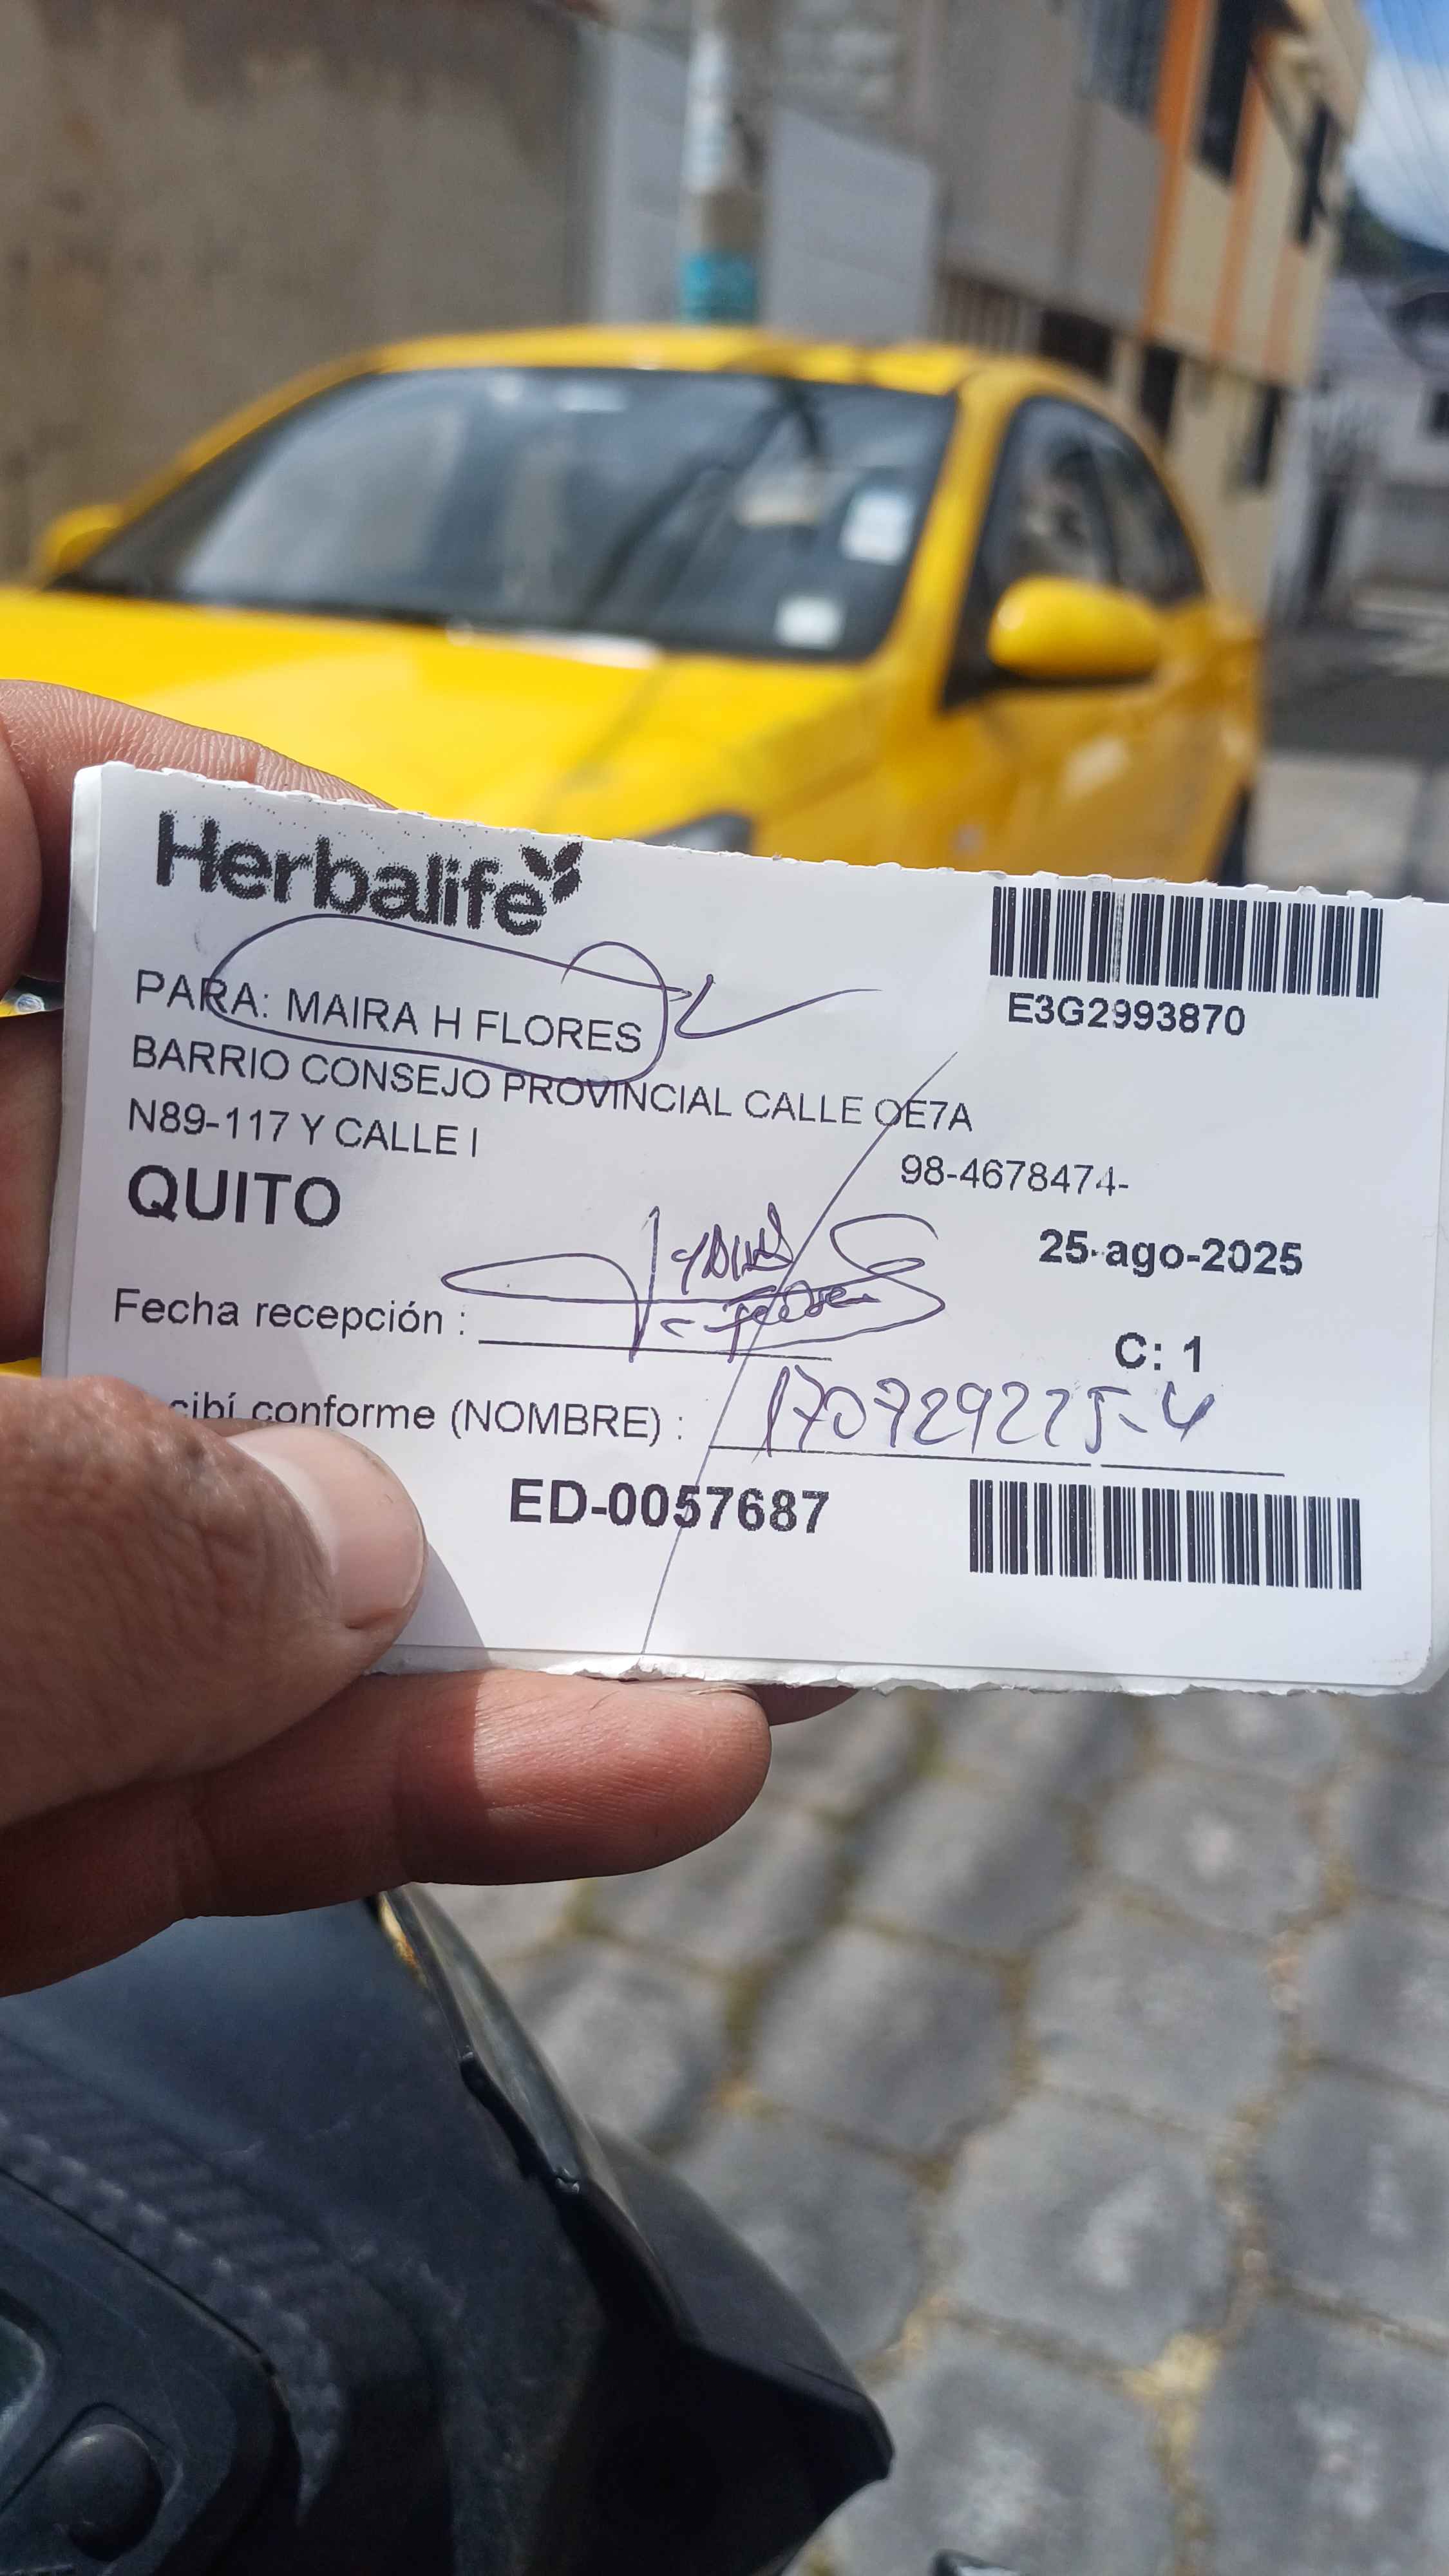 Herbalife
E3G2993870
PARA: MAIRA H FLORES
BARRIO CONSEJO PROVINCIAL CALLE OE7A
N89-117 Y CALLE I
98-4678474-
QUITO
25-ago-2025
Fecha recepción :
C: 1
cibí conforme (NOMBRE) : 170729275-4
ED-0057687